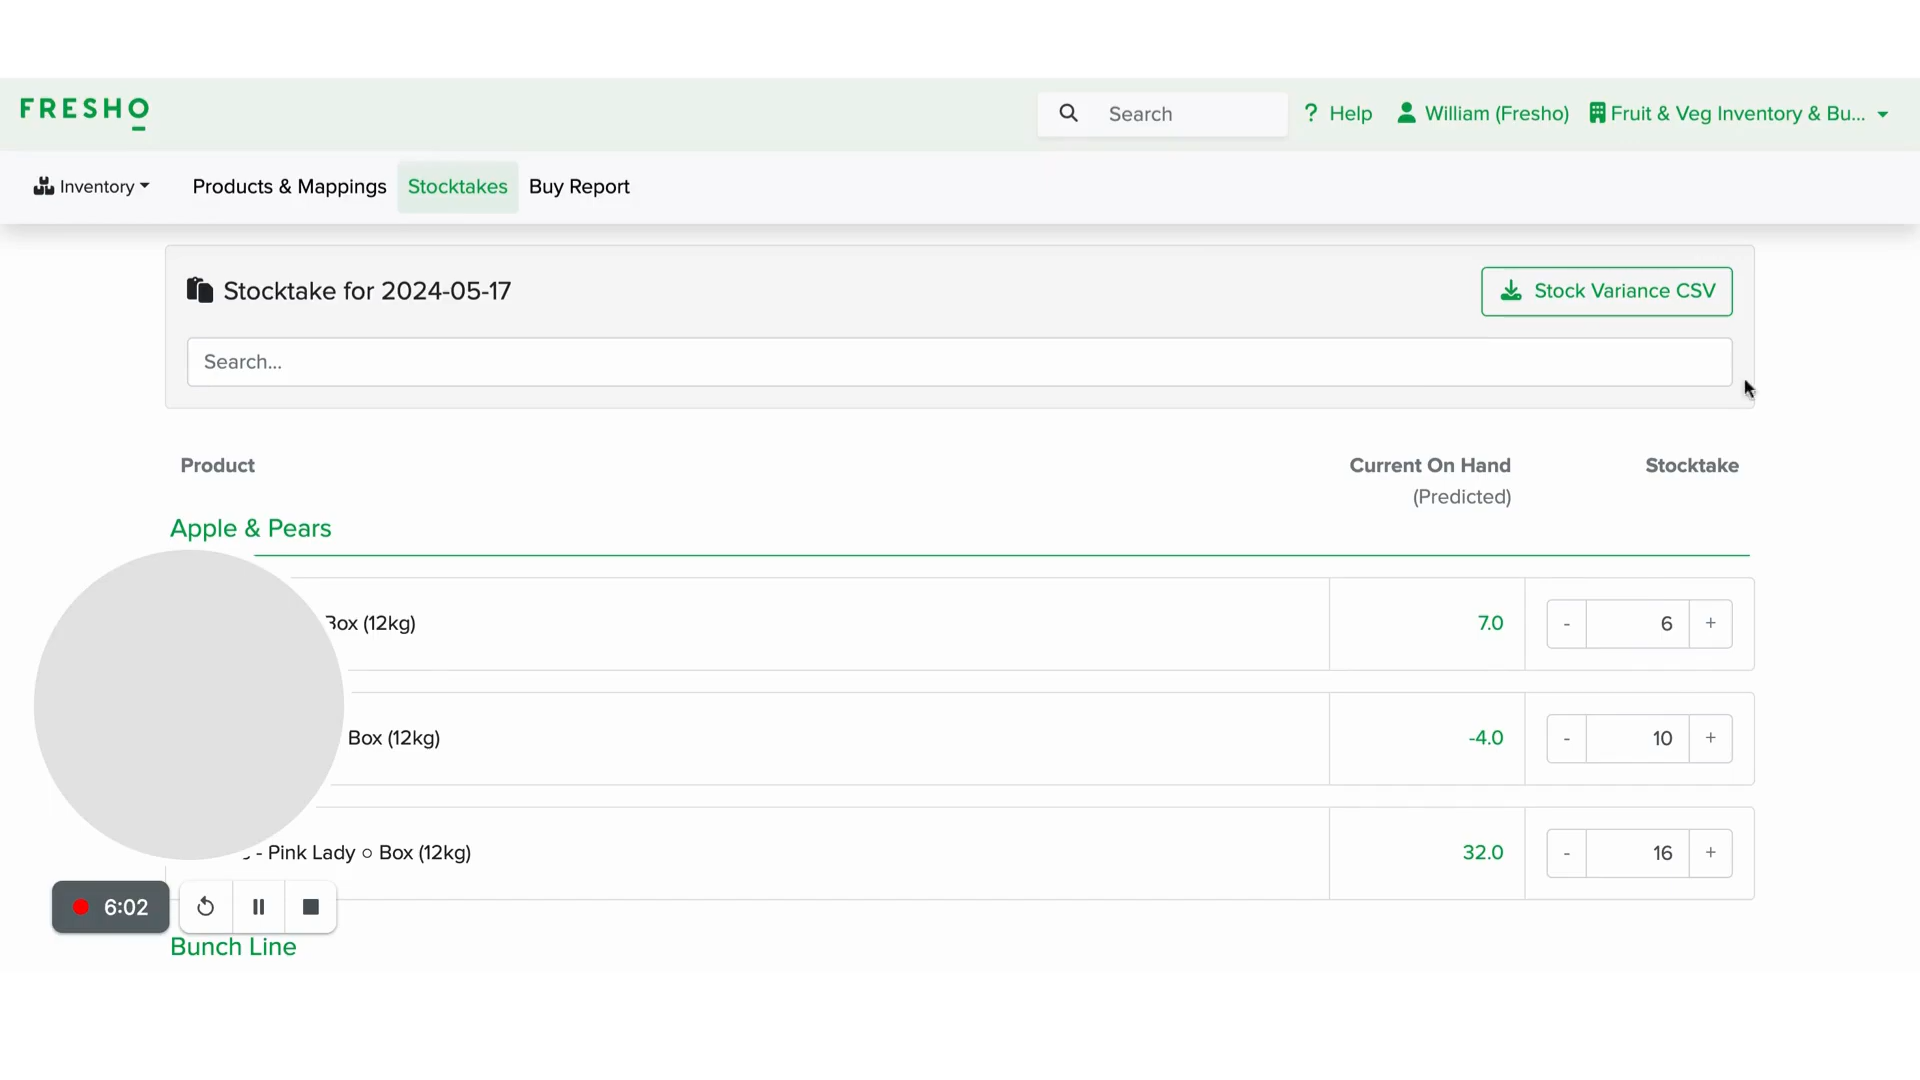 FRESHO
Search
? Help
William (Fresho)
Fruit & Veg Inventory & Bu...
Inventory
Products & Mappings
Stocktakes
Buy Report
Stocktake for 2024-05-17
Stock Variance CSV
Search...
Product
Current On Hand
(Predicted)
Stocktake
Apple & Pears
Box (12kg)
7.0
- 6 +
Box (12kg)
-4.0
- 10 +
- Pink Lady ○ Box (12kg)
32.0
- 16 +
6:02
Bunch Line